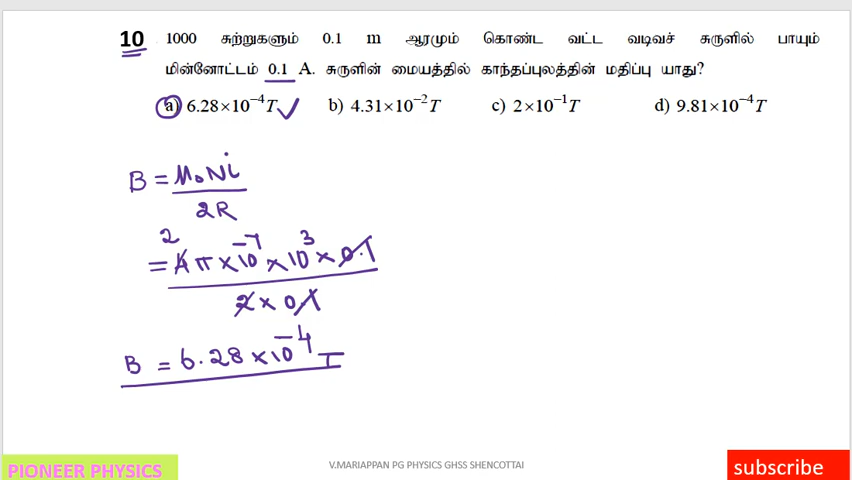 10 1000 சுற்றுகளும் 0.1 m ஆரமும் கொண்ட வட்ட வடிவச் சுருளில் பாயும்
மின்னோட்டம் 0.1 A. சுருளின் மையத்தில் காந்தப்புலத்தின் மதிப்பு யாது?
a) 6.28×10⁻⁴T b) 4.31×10⁻²T c) 2×10⁻¹T d) 9.81×10⁻⁴T
B = μ₀Ni
2R
2
= 4π×10⁻⁷×10³×0.1
2×0.1
B = 6.28×10⁻⁴ T
PIONEER PHYSICS
V.MARIAPPAN PG PHYSICS GHSS SHENCOTTAI
subscribe